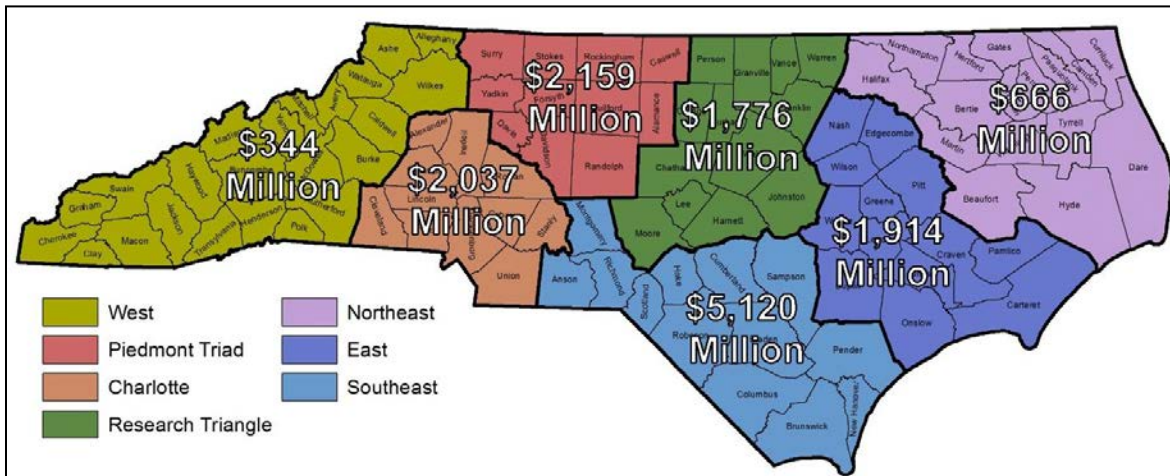 Ashe
Alleghany
Surry
Stokes
Rockingham
Caswell
Person
Granville
Vance
Warren
Northampton
Gates
Hertford
Currituck
Camden
Pasquotank
Halifax
Watauga
Wilkes
Avery
Yadkin
Forsyth
$2,159
Million
Alamance
Davie
Randolph
$1,776
Million
Chatham
Bertie
$666
Million
Martin
Tyrrell
Dare
Caldwell
Alexander
Burke
$344
Million
Haywood
Swain
Graham
Cherokee
Clay
Macon
Jackson
Transylvania
Henderson
Polk
$2,037
Million
Lincoln
Cleveland
Stanly
Union
Lee
Harnett
Johnston
Moore
Nash
Edgecombe
Wilson
Pitt
Greene
Beaufort
Hyde
$1,914
Million
Craven
Pamlico
Carteret
Onslow
Montgomery
Anson
Richmond
Scotland
Hoke
Cumberland
Sampson
$5,120
Million
Pender
Columbus
Brunswick
New Hanover
West
Piedmont Triad
Charlotte
Research Triangle
Northeast
East
Southeast